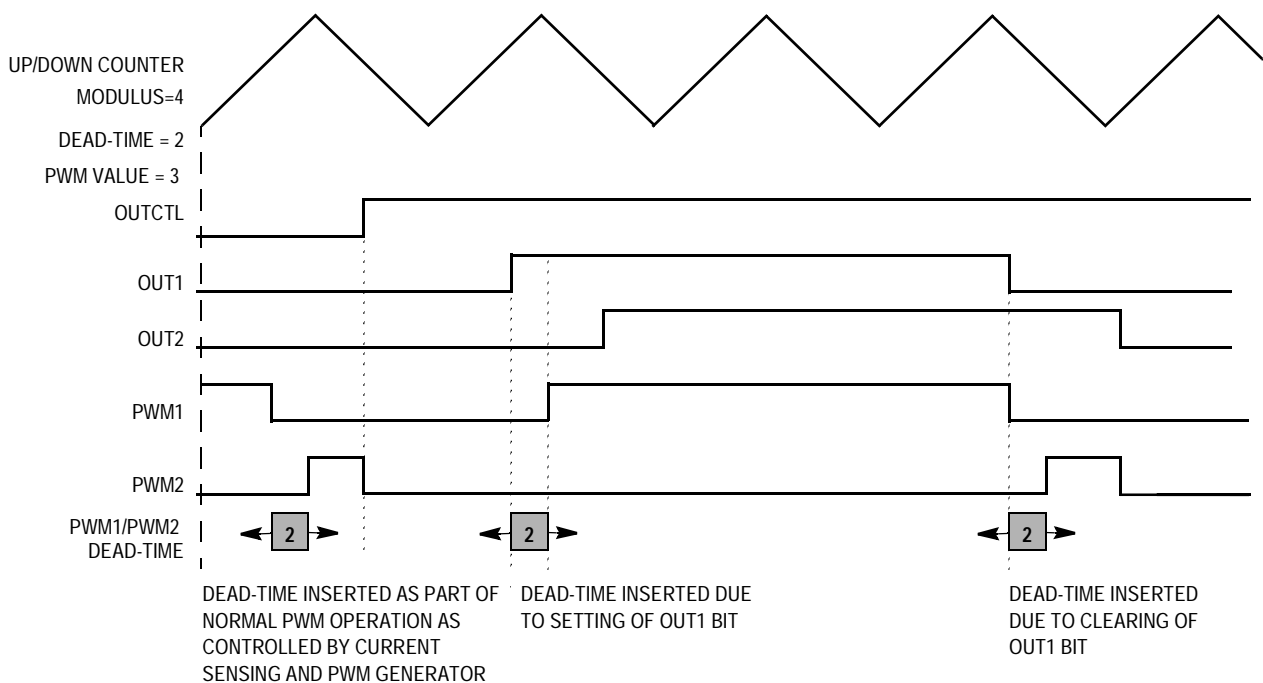 UP/DOWN COUNTER
MODULUS=4
DEAD-TIME = 2
PWM VALUE = 3
OUTCTL
OUT1
OUT2
PWM1
PWM2
PWM1/PWM2
DEAD-TIME
2
2
2
DEAD-TIME INSERTED AS PART OF
NORMAL PWM OPERATION AS
CONTROLLED BY CURRENT
SENSING AND PWM GENERATOR
DEAD-TIME INSERTED DUE
TO SETTING OF OUT1 BIT
DEAD-TIME INSERTED
DUE TO CLEARING OF
OUT1 BIT